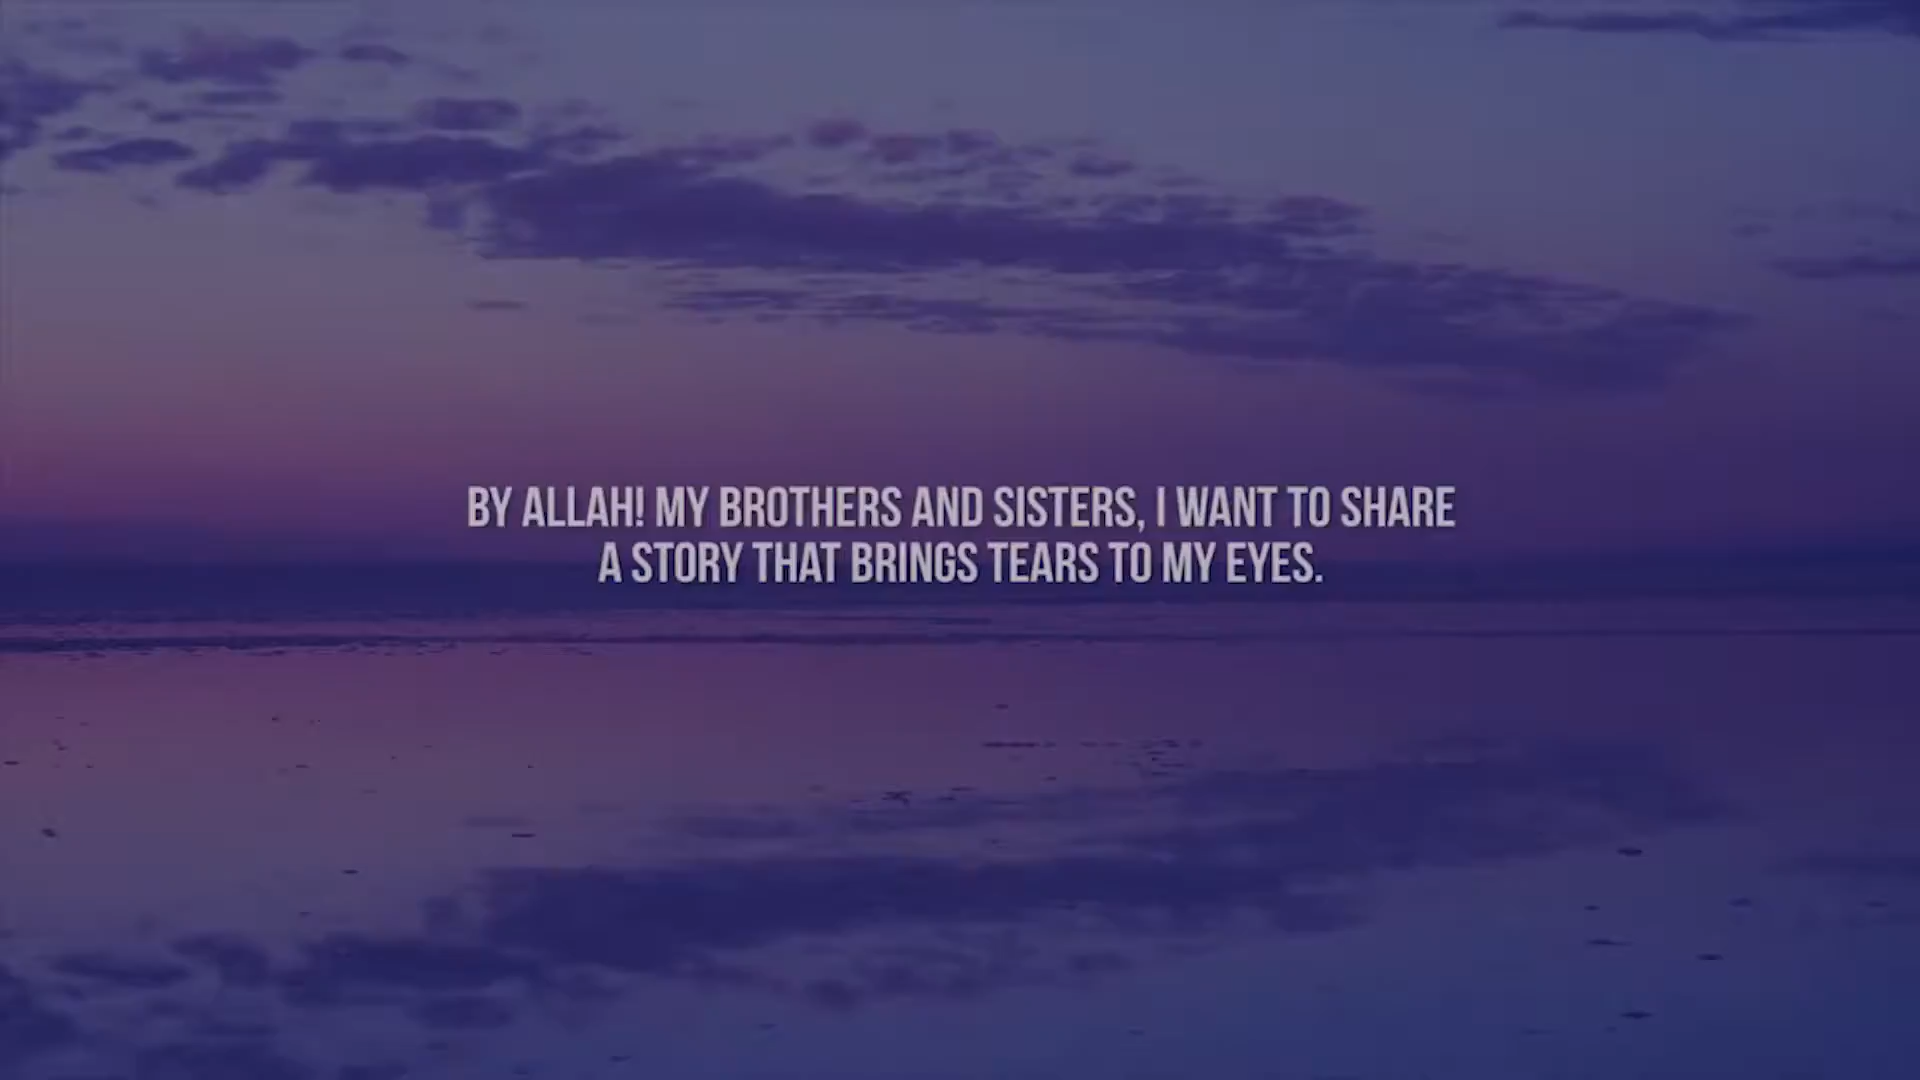 BY ALLAH! MY BROTHERS AND SISTERS, I WANT TO SHARE
A STORY THAT BRINGS TEARS TO MY EYES.